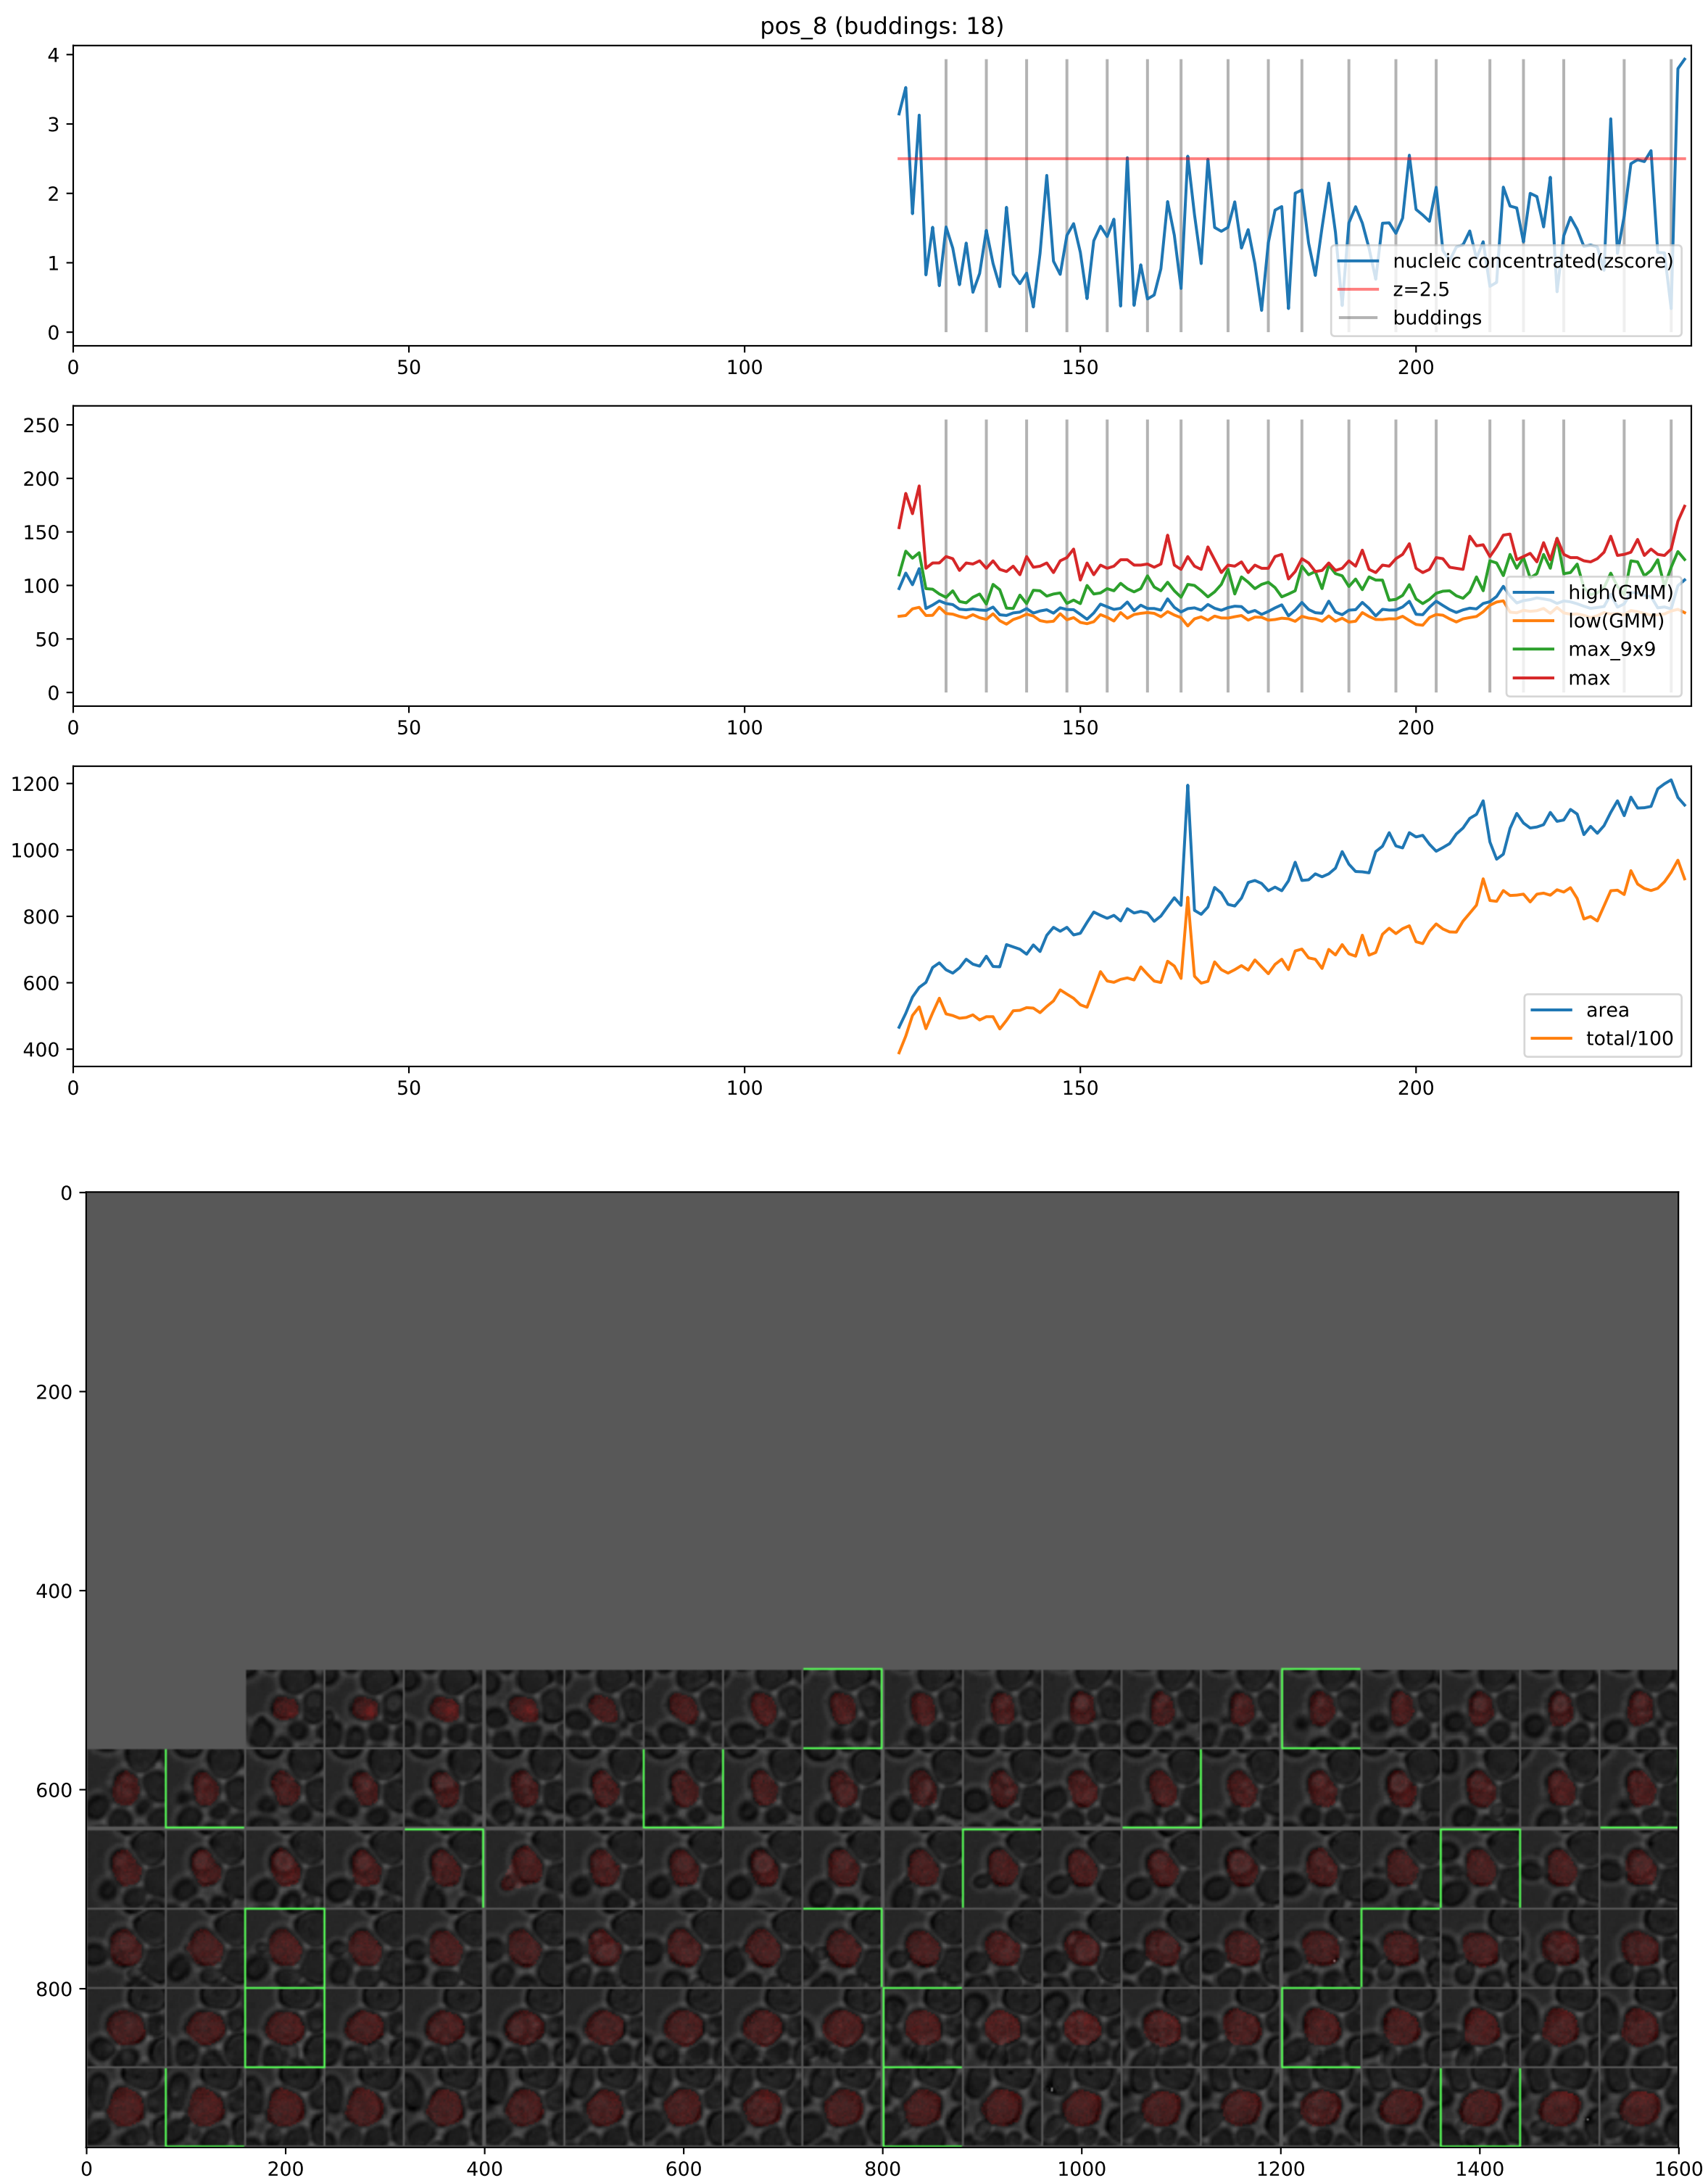 pos_8 (buddings: 18)
4
3
2
1
0
nucleic concentrated(zscore)
z=2.5
buddings
0 50 100 150 200
250
200
150
100
50
0
high(GMM)
low(GMM)
max_9x9
max
0 50 100 150 200
1200
1000
800
600
400
area
total/100
0 50 100 150 200
0
200
400
600
800
0 200 400 600 800 1000 1200 1400 1600